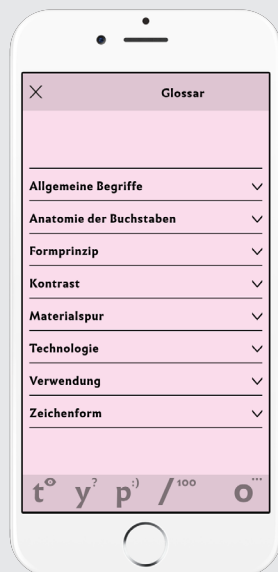 Glossar
Allgemeine Begriffe
Anatomie der Buchstaben
Formprinzip
Kontrast
Materialspur
Technologie
Verwendung
Zeichenform
t y? p:) /100 o...